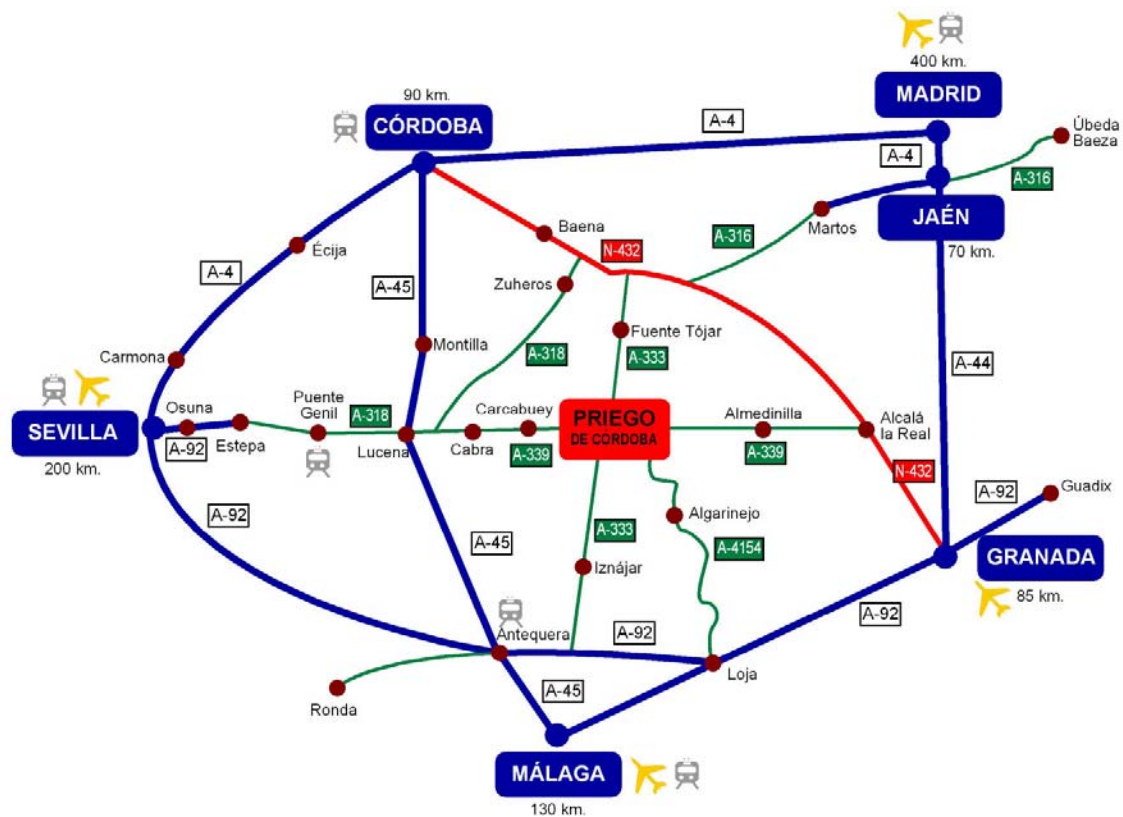 400 km.
MADRID
90 km.
CÓRDOBA
A-4
A-4
Úbeda
Baeza
A-316
JAÉN
70 km.
Martos
A-316
Baena
N-432
Écija
A-4
A-45
Zuheros
Fuente Tójar
Montilla
A-318
A-333
A-44
Carmona
SEVILLA
200 km.
Osuna
A-92
Estepa
Puente
Genil
A-318
Lucena
Cabra
Carcabuey
A-339
PRIEGO
DE CÓRDOBA
Almedinilla
A-339
Alcalá
la Real
N-432
A-92
Guadix
A-92
A-45
A-333
Algarinejo
A-4154
Iznájar
GRANADA
85 km.
A-92
Antequera
A-92
Loja
Ronda
A-45
MÁLAGA
130 km.